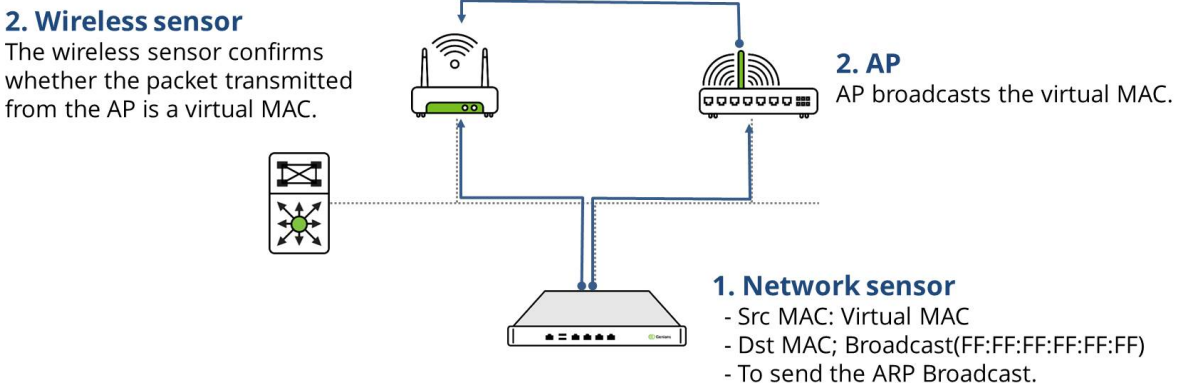 2. Wireless sensor
The wireless sensor confirms
whether the packet transmitted
from the AP is a virtual MAC.
2. AP
AP broadcasts the virtual MAC.
1. Network sensor
- Src MAC: Virtual MAC
- Dst MAC; Broadcast(FF:FF:FF:FF:FF:FF)
- To send the ARP Broadcast.